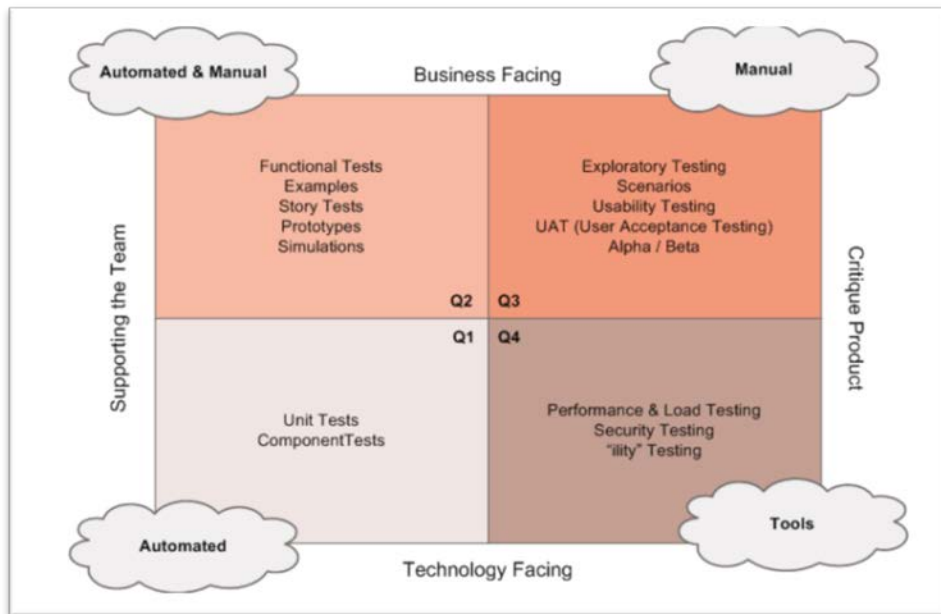 Automated & Manual
Business Facing
Manual
Functional Tests
Examples
Story Tests
Prototypes
Simulations
Exploratory Testing
Scenarios
Usability Testing
UAT (User Acceptance Testing)
Alpha / Beta
Supporting the Team
Critique Product
Q2
Q3
Q1
Q4
Unit Tests
ComponentTests
Performance & Load Testing
Security Testing
"ility" Testing
Automated
Tools
Technology Facing